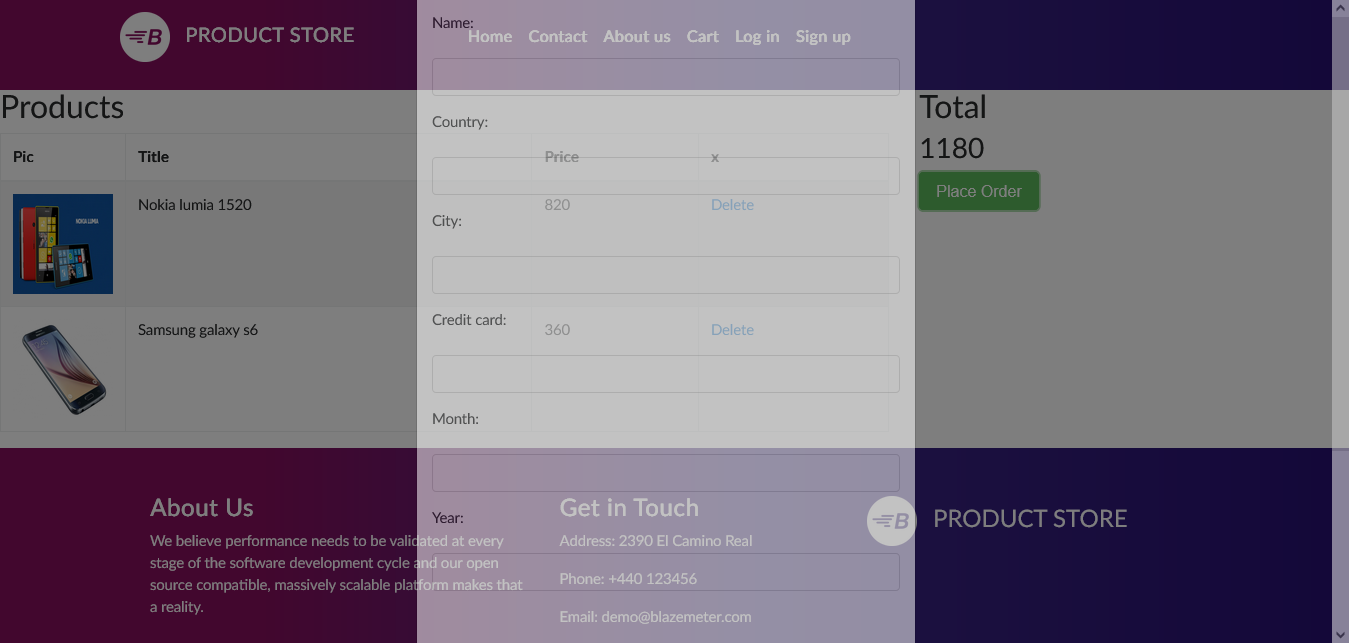 PRODUCT STORE
Name:
Home Contact About us Cart Log in Sign up
Products
Total
Country:
1180
Pic Title Price x
Place Order
Nokia lumia 1520 820 Delete
NOKIA LUMIA
City:
Credit card:
Samsung galaxy s6 360 Delete
Month:
About Us
We believe performance needs to be validated at every
stage of the software development cycle and our open
source compatible, massively scalable platform makes that
a reality.
Get in Touch
Address: 2390 El Camino Real
Phone: +440 123456
Email: demo@blazemeter.com
B PRODUCT STORE
Year: